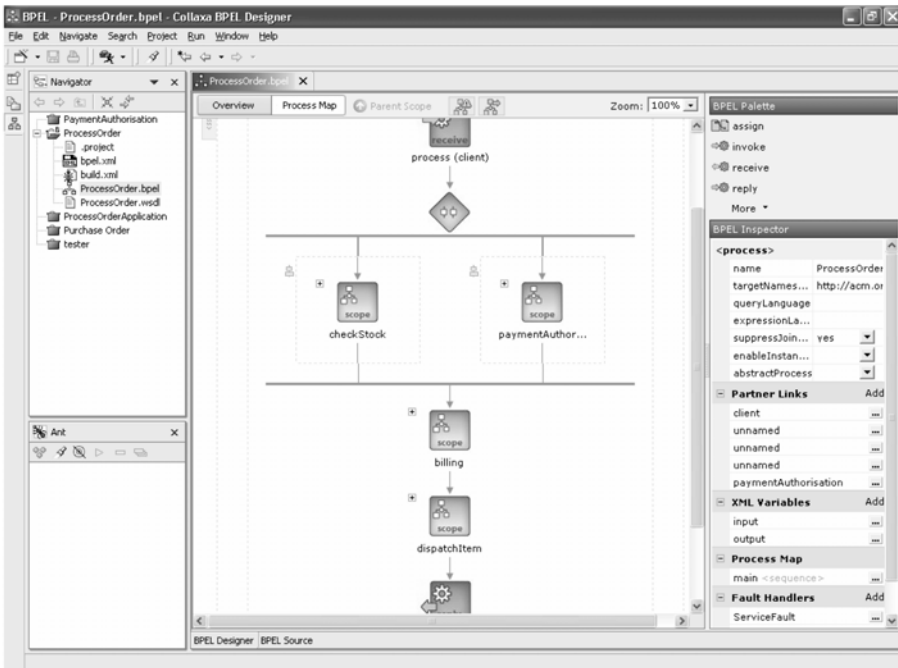 BPEL - ProcessOrder.bpel - Collaxa BPEL Designer
File Edit Navigate Search Project Run Window Help
Navigator
PaymentAuthorisation
ProcessOrder
.project
bpel.xml
build.xml
ProcessOrder.bpel
ProcessOrder.wsdl
ProcessOrderApplication
Purchase Order
tester
Ant
ProcessOrder.bpel
Overview Process Map Parent Scope Zoom: 100%
receive
process (client)
scope
checkStock
scope
paymentAuthor...
scope
billing
scope
dispatchItem
BPEL Designer BPEL Source
BPEL Palette
assign
invoke
receive
reply
More
BPEL Inspector
<process>
name ProcessOrder
targetNames... http://acm.or
queryLanguage
expressionLa...
suppressJoin... yes
enableInstan...
abstractProcess
Partner Links Add
client ...
unnamed ...
unnamed ...
unnamed ...
paymentAuthorisation ...
XML Variables Add
input ...
output ...
Process Map
main <sequence> ...
Fault Handlers Add
ServiceFault ...